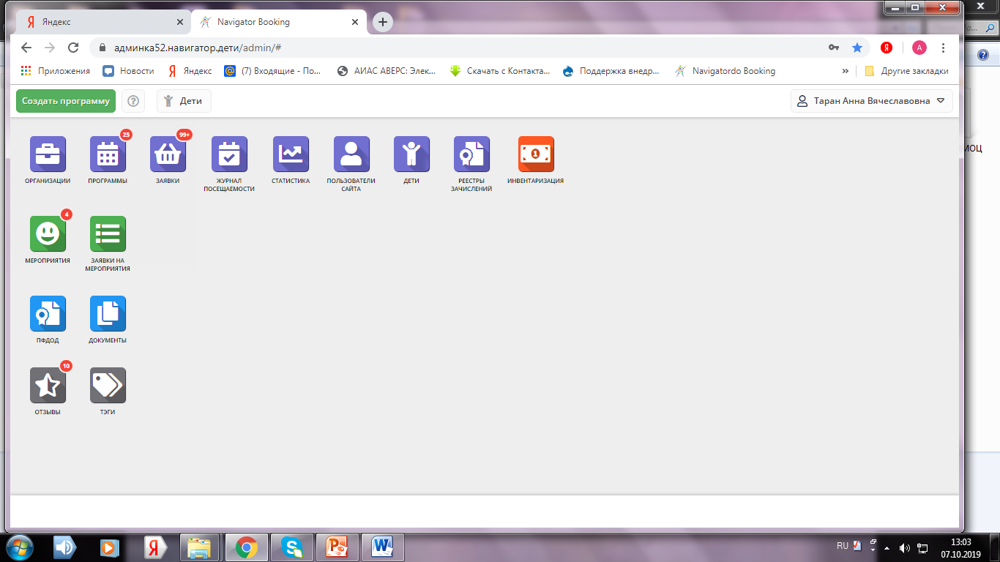 Яндекс
Navigator Booking
админка52.навигатор.дети/admin/#
Я
A
Приложения
Новости
Яндекс
(7) Входящие - По...
АИАС АВЕРС: Элек...
Скачать с Контакта...
Поддержка внедр...
Navigatordo Booking
»
Другие закладки
Создать программу
Дети
Таран Анна Вячеславовна
25
99+
ОРГАНИЗАЦИИ
ПРОГРАММЫ
ЗАЯВКИ
ЖУРНАЛ
ПОСЕЩАЕМОСТИ
СТАТИСТИКА
ПОЛЬЗОВАТЕЛИ
САЙТА
ДЕТИ
РЕЕСТРЫ
ЗАЧИСЛЕНИЙ
1
ИНВЕНТАРИЗАЦИЯ
МОЦ
4
МЕРОПРИЯТИЯ
ЗАЯВКИ НА
МЕРОПРИЯТИЯ
ПФДОД
ДОКУМЕНТЫ
10
ОТЗЫВЫ
ТЭГИ
RU
13:03
07.10.2019